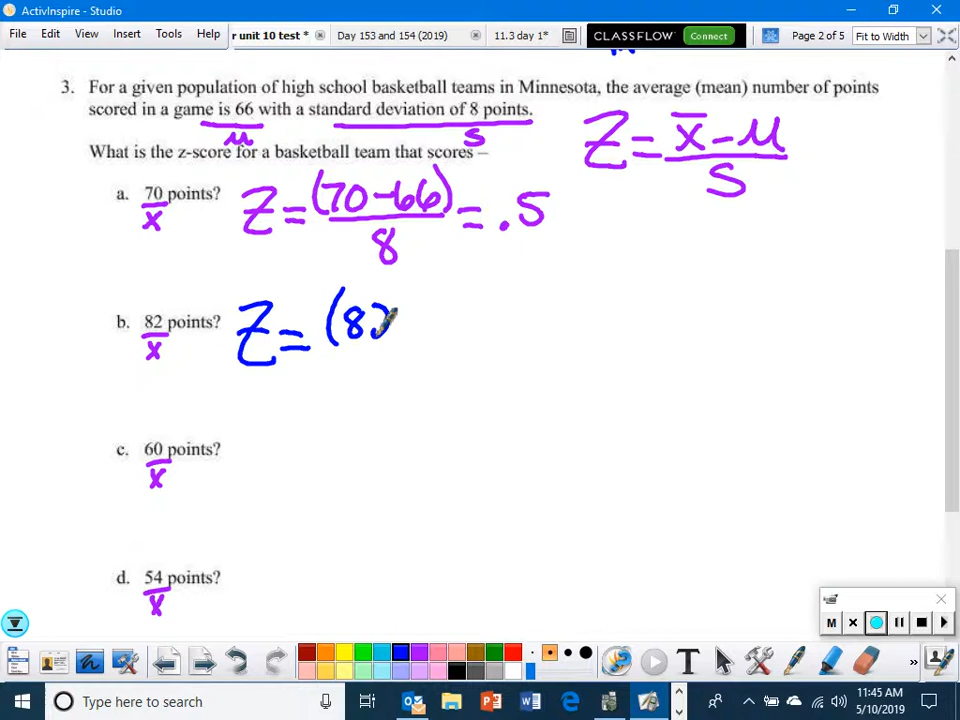 ActivInspire
File Edit View Insert Tools Help
r unit 10 test * Day 153 and 154 (2019) 11.3 day 1* CLASSFLOW Connect Page 2 of 5 Fit to Width
3. For a given population of high school basketball teams in Minnesota, the average (mean) number of points
scored in a game is 66 with a standard deviation of 8 points.
μ s
What is the z-score for a basketball team that scores –
Z = x̄ - μ / S
a. 70 points? Z = (70-66) / 8 = .5
x
b. 82 points? Z = (82
x
c. 60 points?
x
d. 54 points?
x
M
T
Type here to search
11:45 AM
5/10/2019